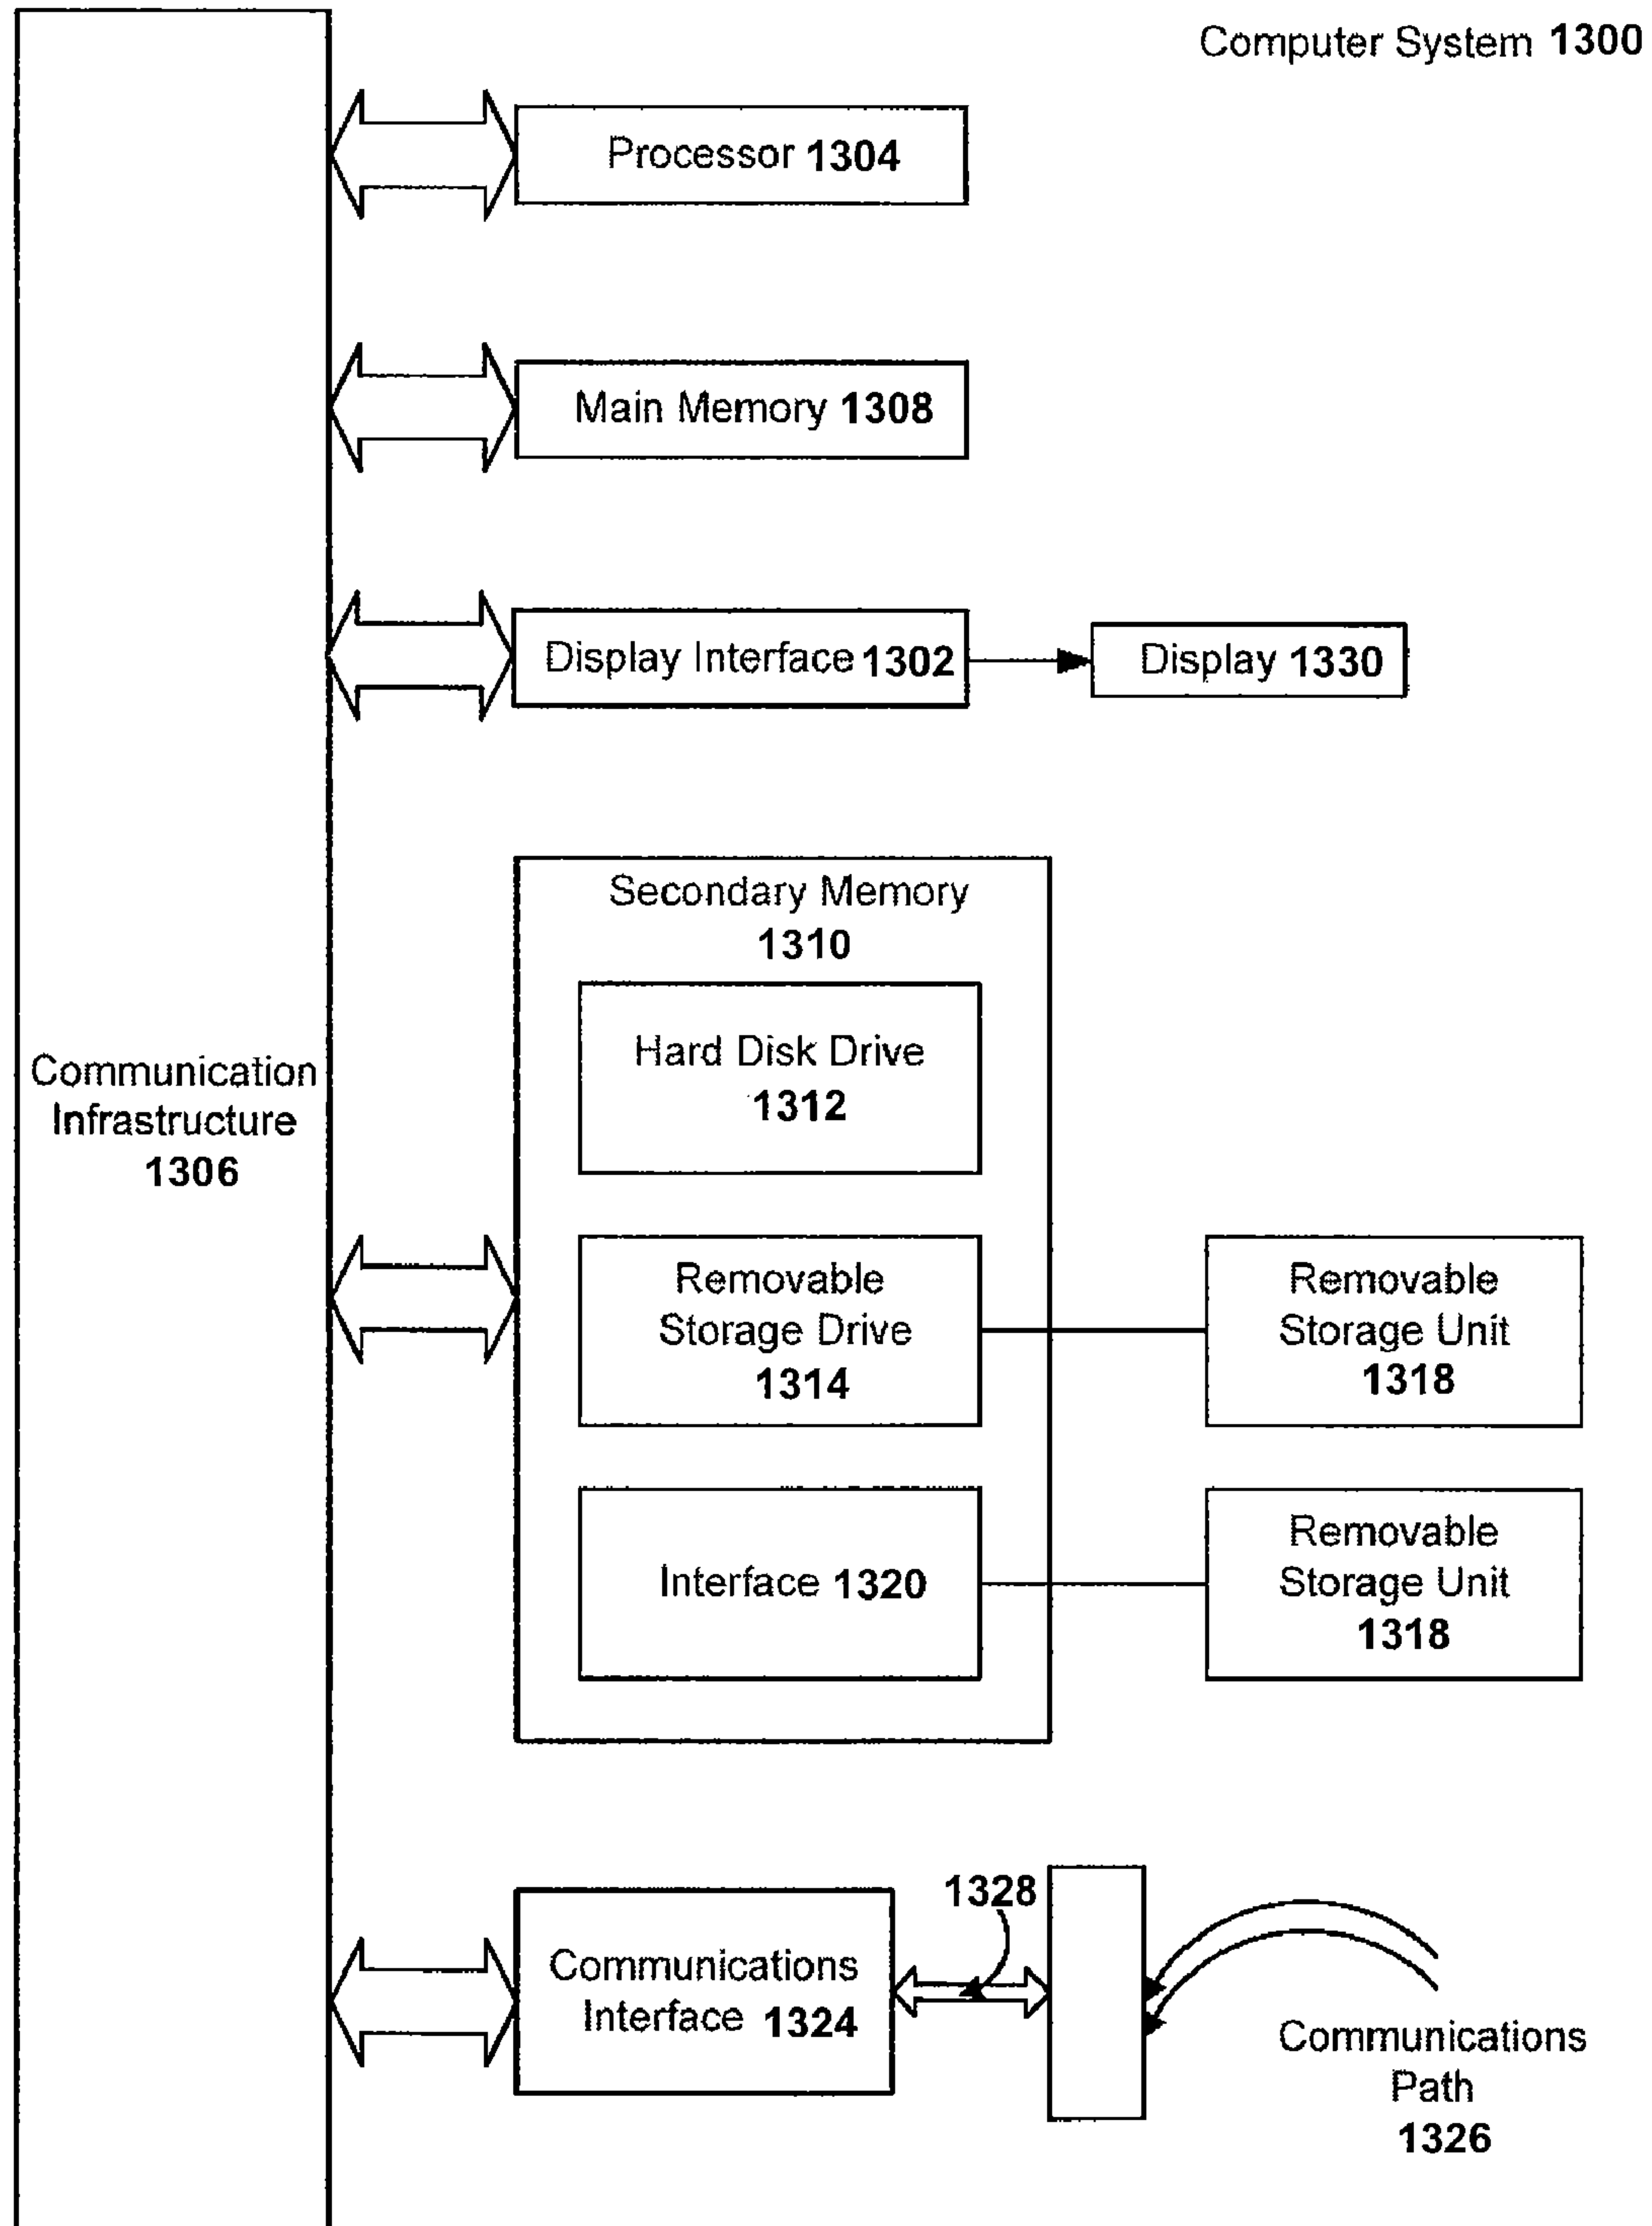 Computer System 1300
Processor 1304
Main Memory 1308
Display Interface 1302
Display 1330
Secondary Memory
1310
Hard Disk Drive
1312
Communication
Infrastructure
1306
Removable
Storage Drive
1314
Removable
Storage Unit
1318
Interface 1320
Removable
Storage Unit
1318
1328
Communications
Interface 1324
Communications
Path
1326